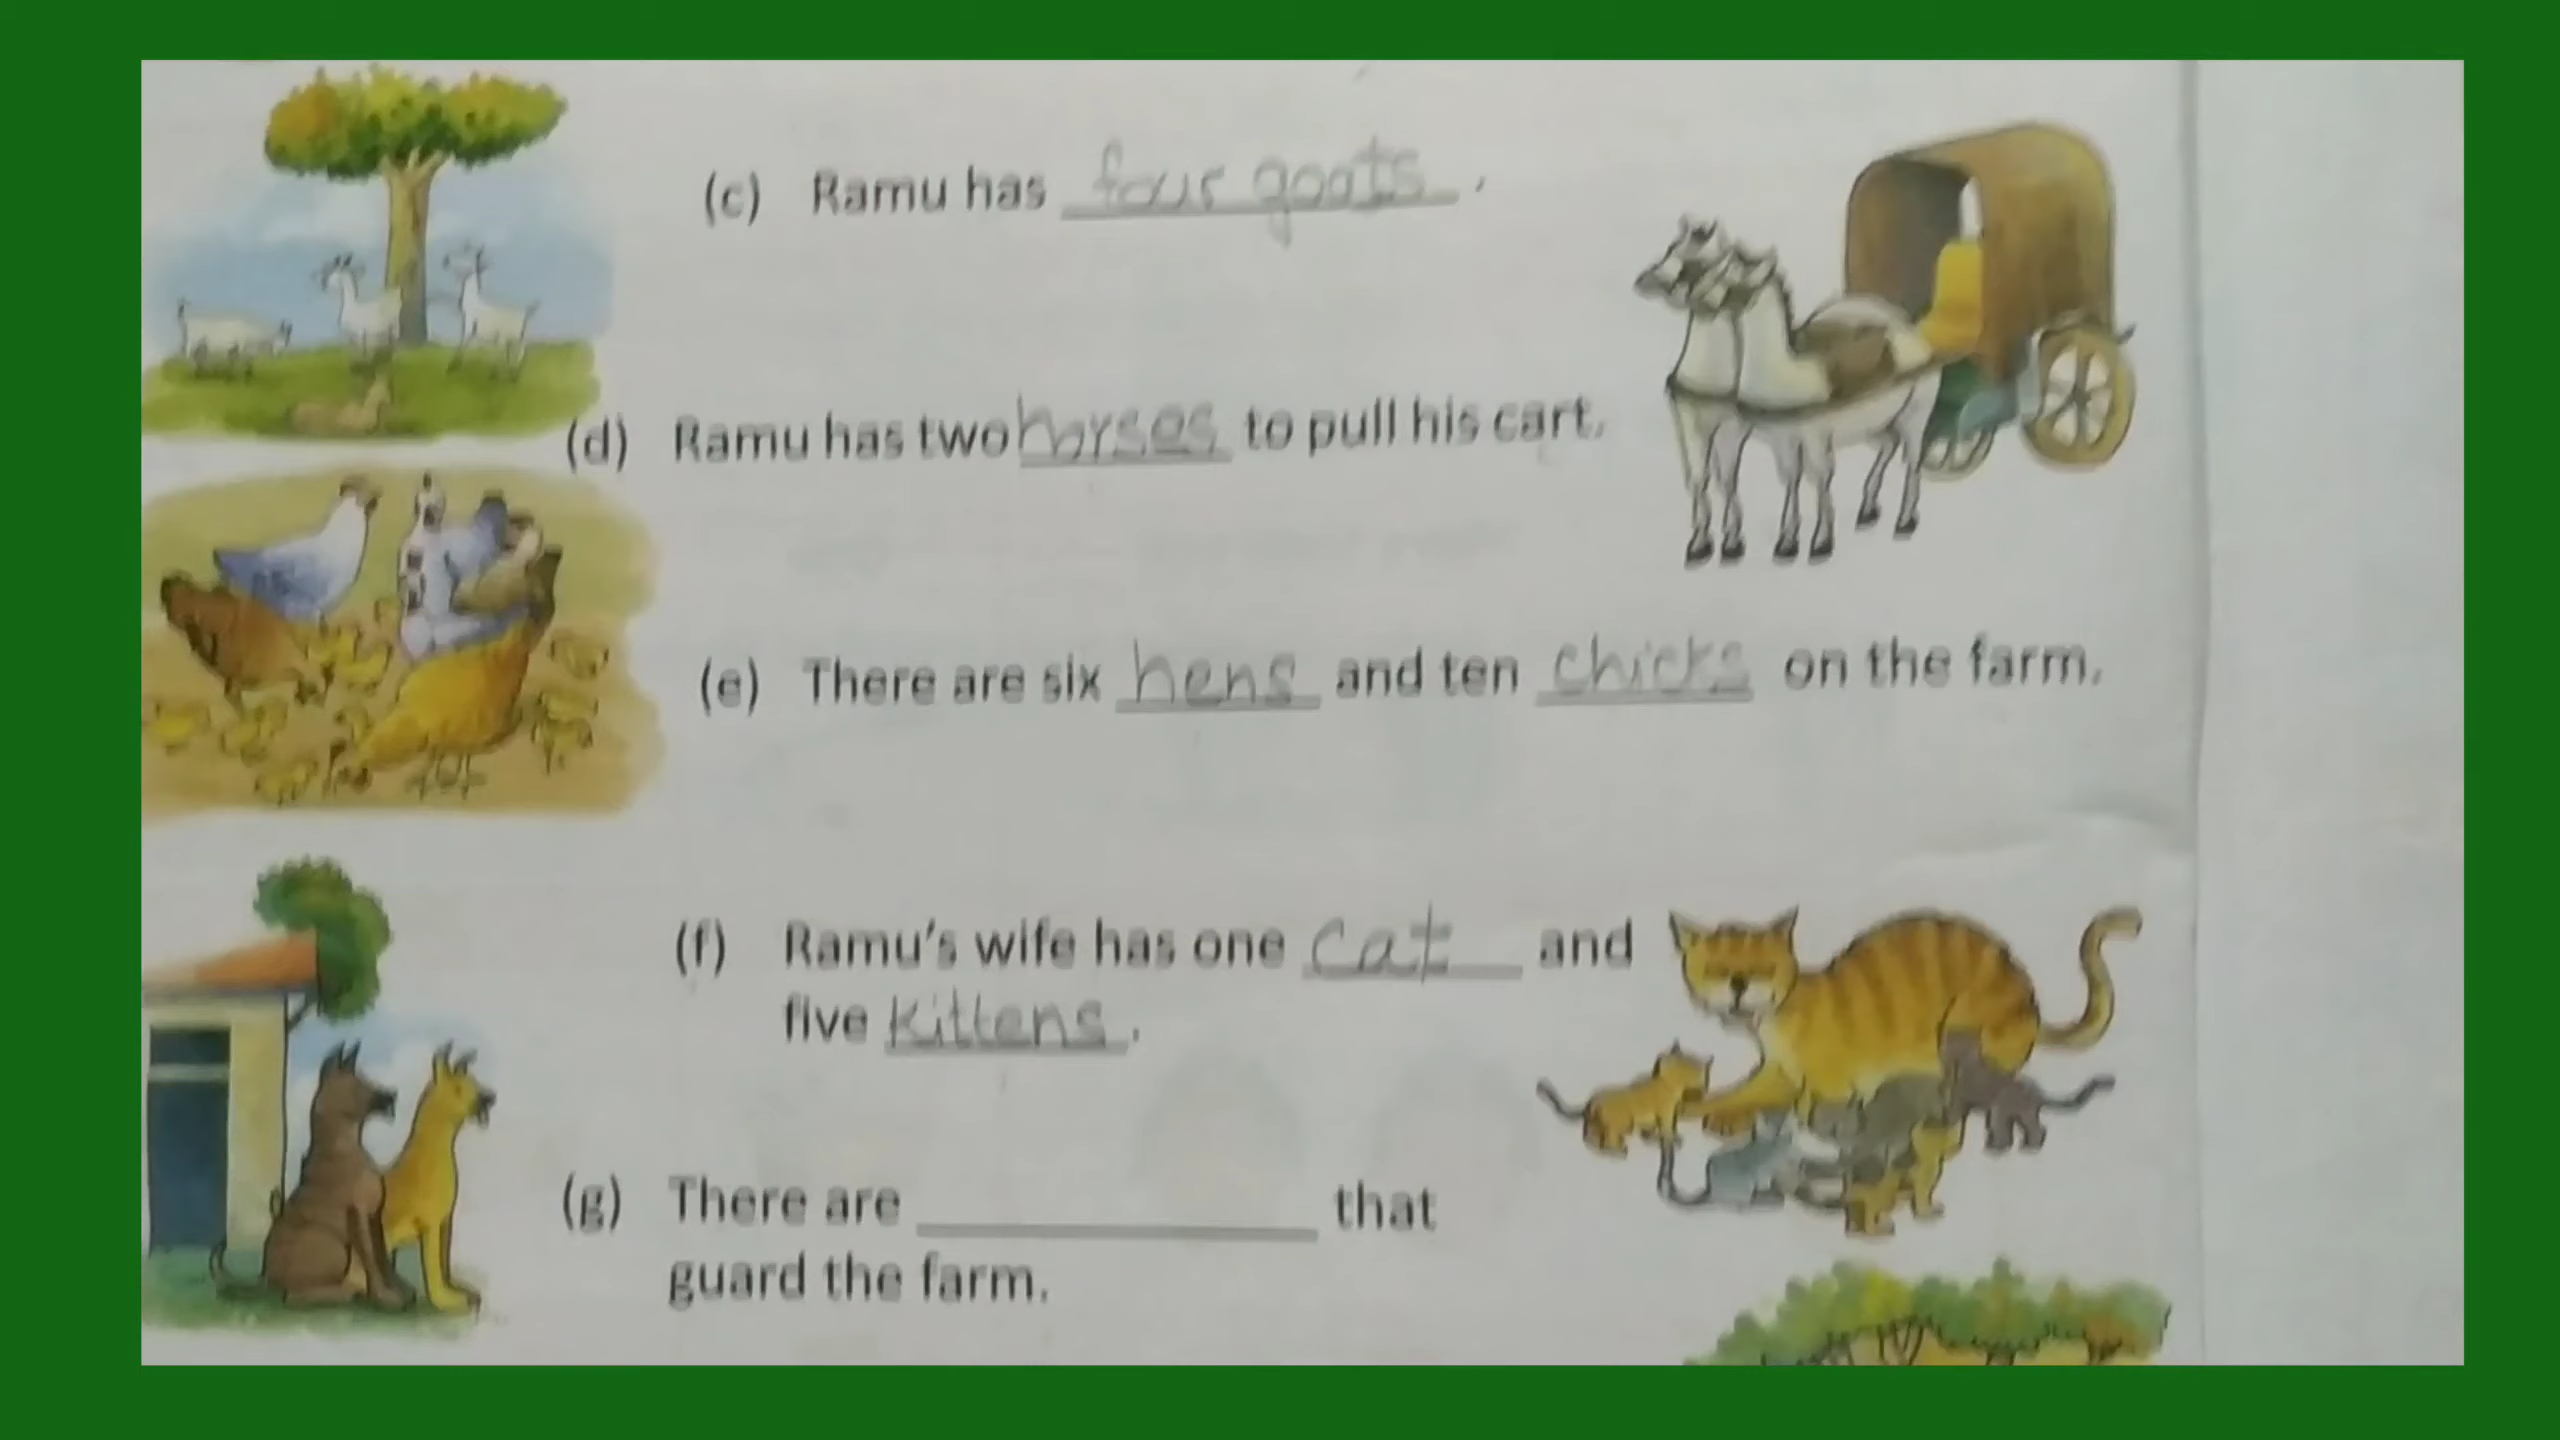 (c) Ramu has four goats.
(d) Ramu has two horses to pull his cart.
(e) There are six hens and ten chicks on the farm.
(f) Ramu's wife has one cat and
five kittens.
(g) There are ____________ that
guard the farm.